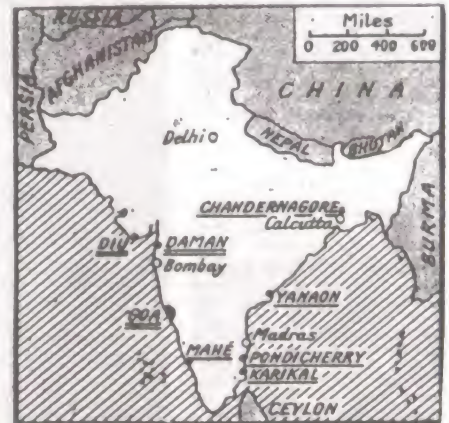 RUSSIA
Miles
0 200 400 600
AFGHANISTAN
PERSIA
CHINA
Delhi
NEPAL
BHUTAN
CHANDERNAGORE
Calcutta
BURMA
DIU
DAMAN
Bombay
YANAON
GOA
Madras
MAHÉ
PONDICHERRY
KARIKAL
CEYLON